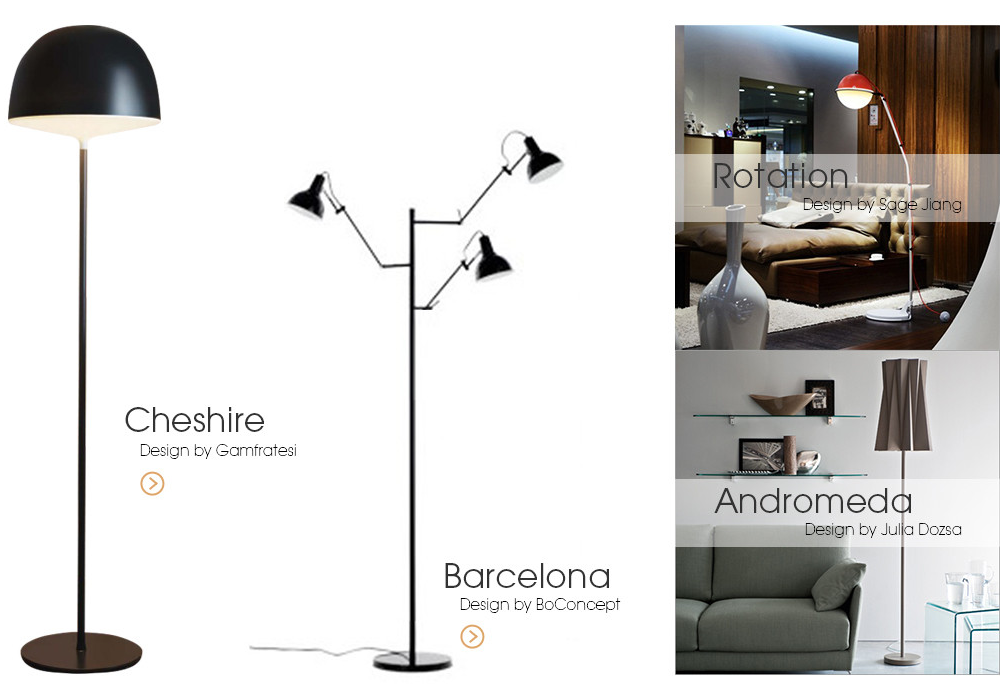 Cheshire
Design by Gamfratesi
Barcelona
Design by BoConcept
Rotation
Design by Sage Jiang
Andromeda
Design by Julia Dozsa